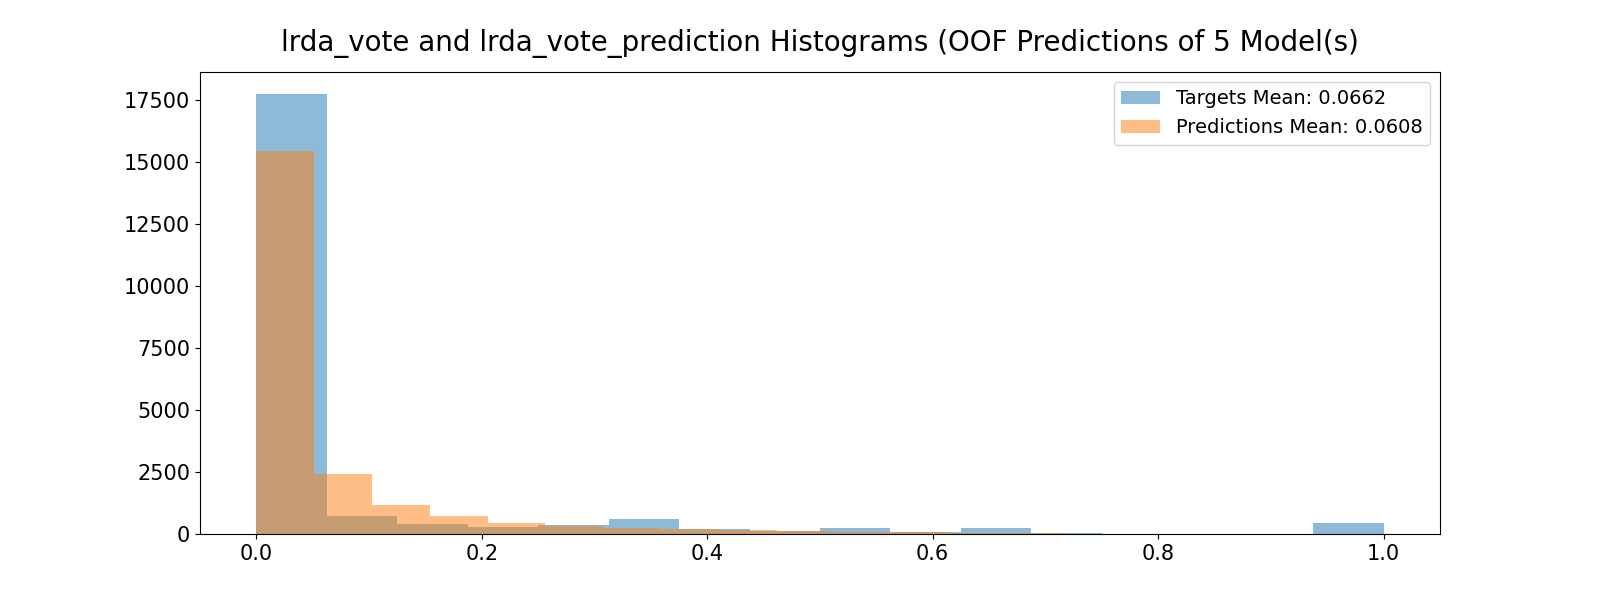 lrda_vote and lrda_vote_prediction Histograms (OOF Predictions of 5 Model(s)
Targets Mean: 0.0662
Predictions Mean: 0.0608
17500
15000
12500
10000
7500
5000
2500
0
0.0 0.2 0.4 0.6 0.8 1.0